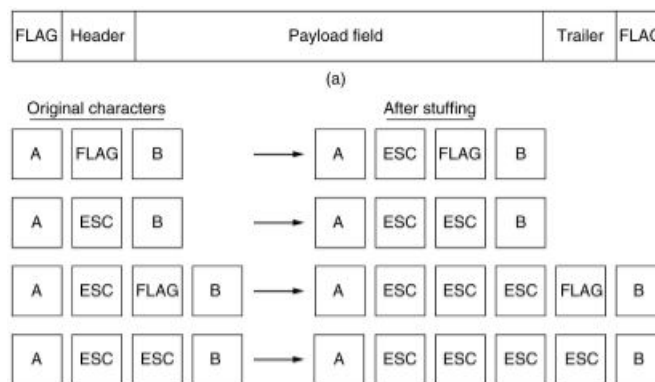 FLAG Header Payload field Trailer FLAG
(a)
Original characters After stuffing
A FLAG B A ESC FLAG B
A ESC B A ESC ESC B
A ESC FLAG B A ESC ESC ESC FLAG B
A ESC ESC B A ESC ESC ESC ESC B